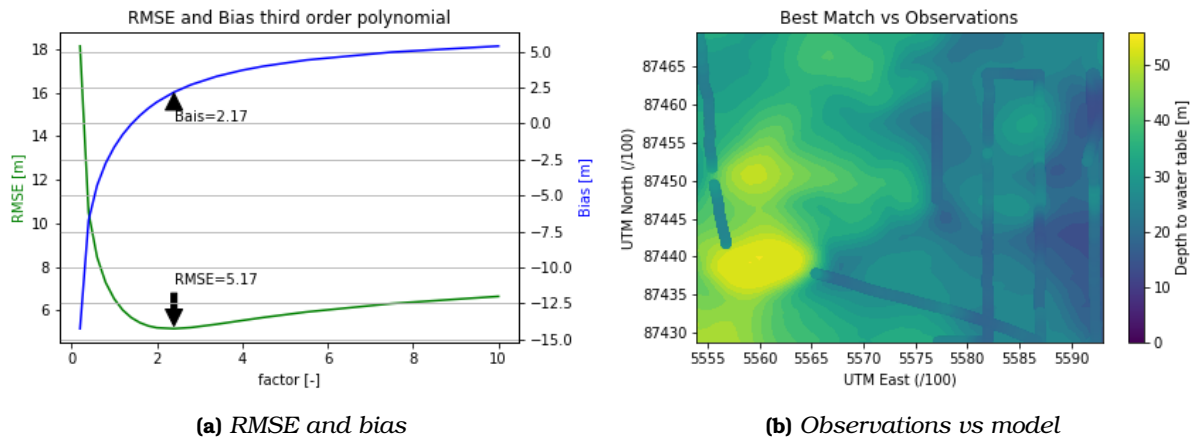 RMSE and Bias third order polynomial
18
16
14
12
10
8
6
RMSE [m]
5.0
2.5
0.0
−2.5
−5.0
−7.5
−10.0
−12.5
−15.0
Bias [m]
Bais=2.17
RMSE=5.17
0 2 4 6 8 10
factor [-]
(a) RMSE and bias
Best Match vs Observations
87465
87460
87455
87450
87445
87440
87435
87430
UTM North (/100)
5555 5560 5565 5570 5575 5580 5585 5590
UTM East (/100)
50
40
30
20
10
0
Depth to water table [m]
(b) Observations vs model